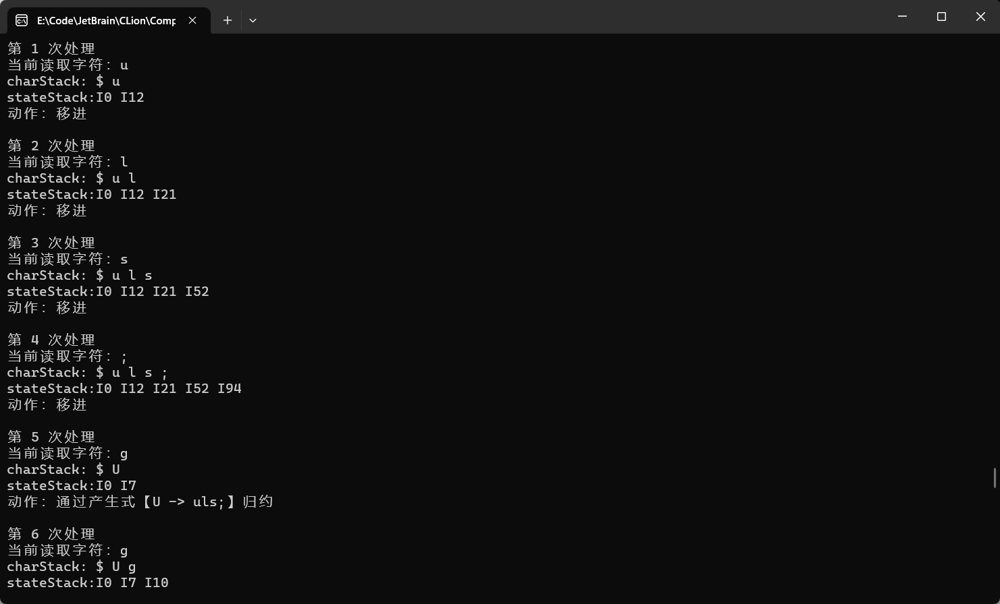 E:\Code\JetBrain\CLion\Comp
第 1 次处理
当前读取字符：u
charStack: $ u
stateStack:I0 I12
动作：移进
第 2 次处理
当前读取字符：l
charStack: $ u l
stateStack:I0 I12 I21
动作：移进
第 3 次处理
当前读取字符：s
charStack: $ u l s
stateStack:I0 I12 I21 I52
动作：移进
第 4 次处理
当前读取字符：;
charStack: $ u l s ;
stateStack:I0 I12 I21 I52 I94
动作：移进
第 5 次处理
当前读取字符：g
charStack: $ U
stateStack:I0 I7
动作：通过产生式【U -> uls;】归约
第 6 次处理
当前读取字符：g
charStack: $ U g
stateStack:I0 I7 I10